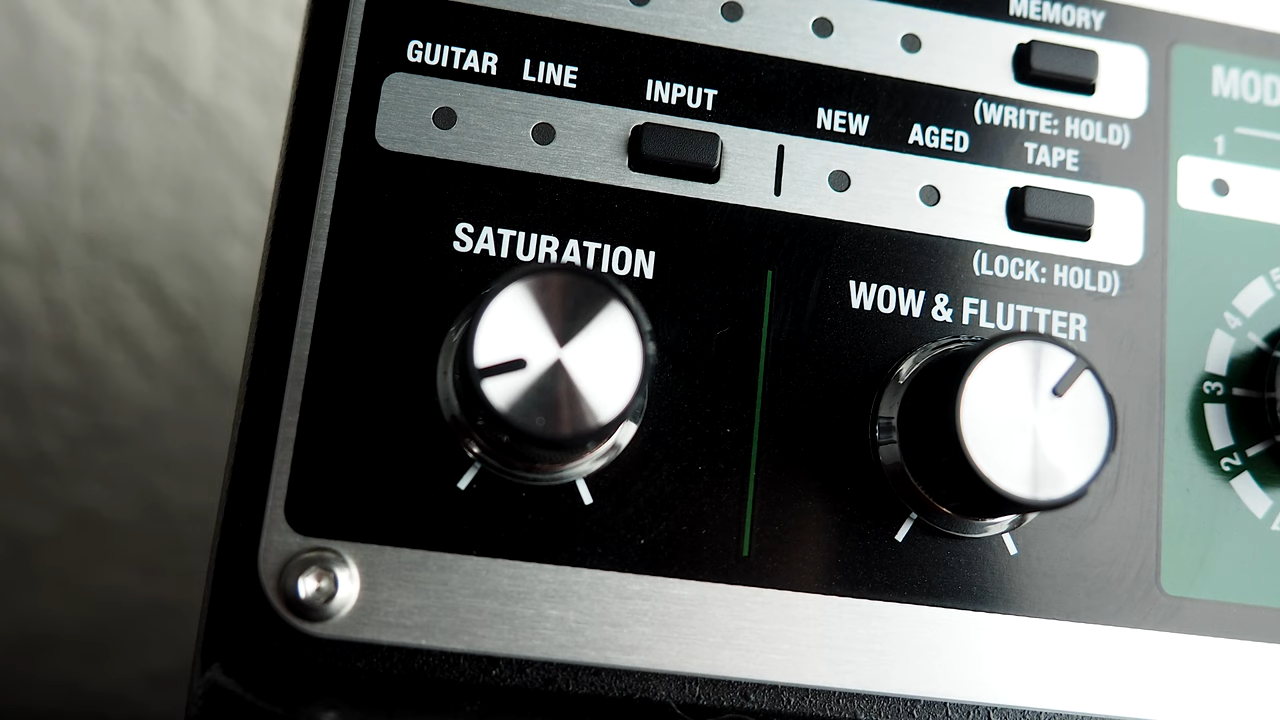 MEMORY
GUITAR LINE INPUT
NEW AGED
(WRITE: HOLD)
TAPE
(LOCK: HOLD)
SATURATION
WOW & FLUTTER
1
2
3
4